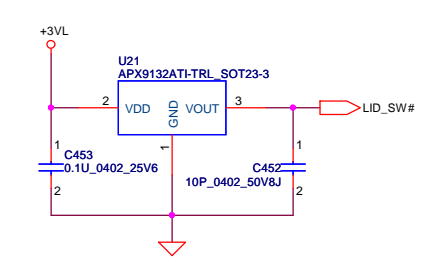 +3VL
U21
APX9132ATI-TRL_SOT23-3
2 VDD GND VOUT 3
LID_SW#
1
1 1
C453 C452
0.1U_0402_25V6 10P_0402_50V8J
2 2